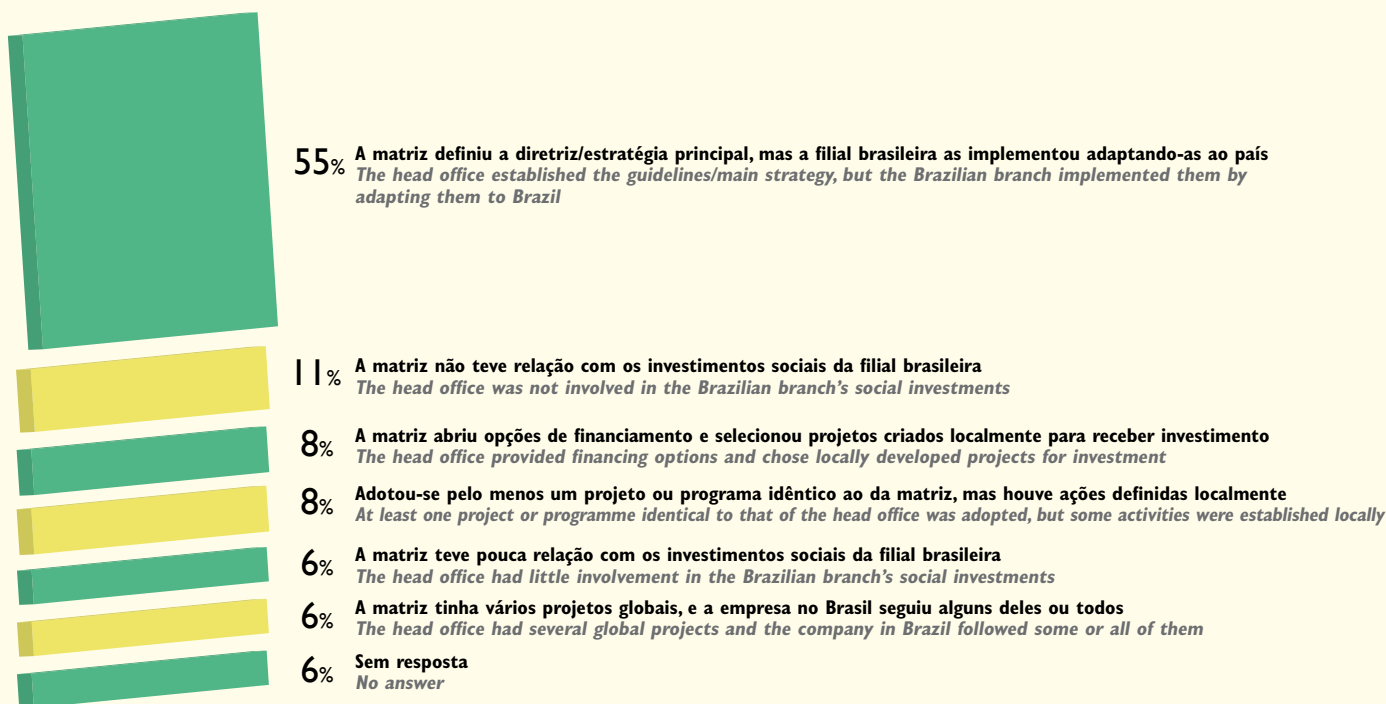 55% A matriz definiu a diretriz/estratégia principal, mas a filial brasileira as implementou adaptando-as ao país
The head office established the guidelines/main strategy, but the Brazilian branch implemented them by
adapting them to Brazil
11% A matriz não teve relação com os investimentos sociais da filial brasileira
The head office was not involved in the Brazilian branch's social investments
8% A matriz abriu opções de financiamento e selecionou projetos criados localmente para receber investimento
The head office provided financing options and chose locally developed projects for investment
8% Adotou-se pelo menos um projeto ou programa idêntico ao da matriz, mas houve ações definidas localmente
At least one project or programme identical to that of the head office was adopted, but some activities were established locally
6% A matriz teve pouca relação com os investimentos sociais da filial brasileira
The head office had little involvement in the Brazilian branch's social investments
6% A matriz tinha vários projetos globais, e a empresa no Brasil seguiu alguns deles ou todos
The head office had several global projects and the company in Brazil followed some or all of them
6% Sem resposta
No answer